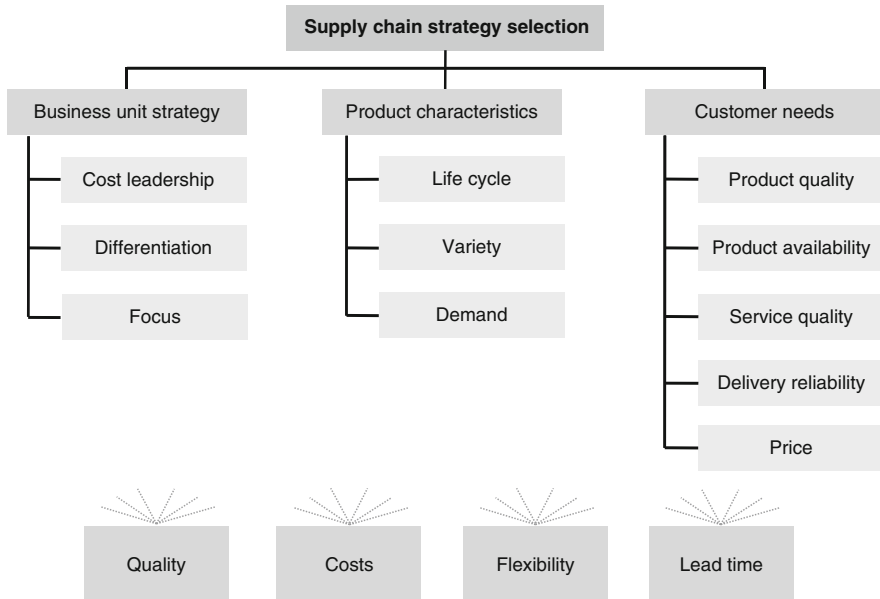 Supply chain strategy selection
Business unit strategy
Cost leadership
Differentiation
Focus
Product characteristics
Life cycle
Variety
Demand
Customer needs
Product quality
Product availability
Service quality
Delivery reliability
Price
Quality
Costs
Flexibility
Lead time